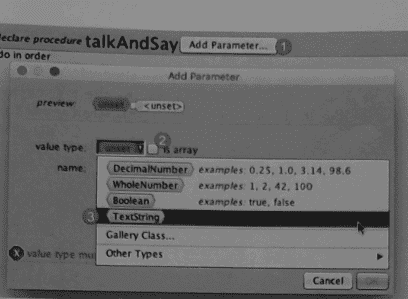 declare procedure talkAndSay Add Parameter... 1
do in order
Add Parameter
preview: unset <unset>
value type: unset 2 is array
name:
DecimalNumber examples: 0.25, 1.0, 3.14, 98.6
WholeNumber examples: 1, 2, 42, 100
Boolean examples: true, false
3 TextString
Gallery Class...
Other Types
x value type mu
Cancel OK